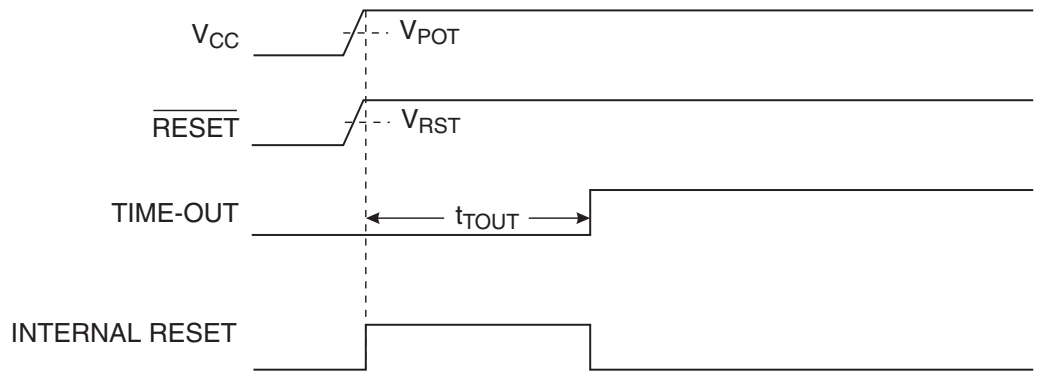 VCC
VPOT
RESET
VRST
TIME-OUT
tTOUT
INTERNAL RESET